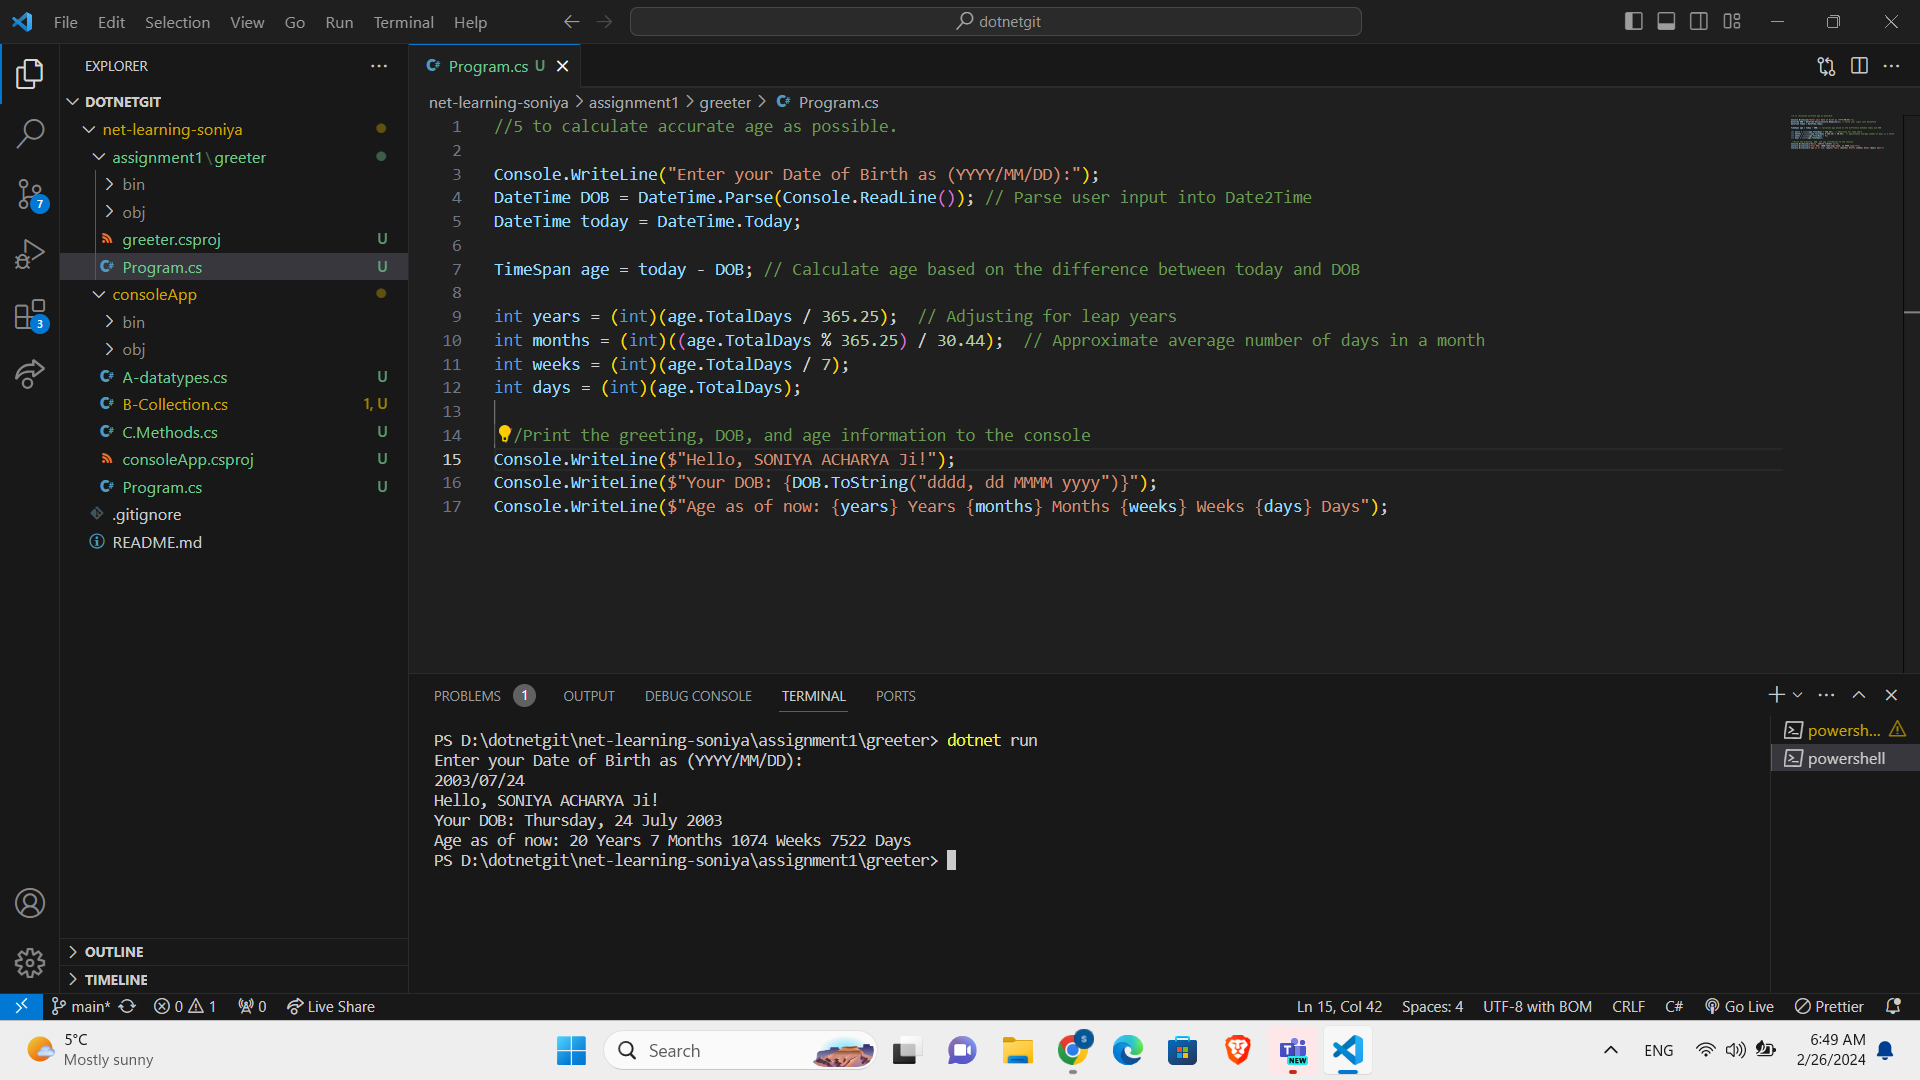 File Edit Selection View Go Run Terminal Help
dotnetgit
EXPLORER
DOTNETGIT
net-learning-soniya
assignment1\greeter
bin
obj
greeter.csproj U
Program.cs U
consoleApp
bin
obj
A-datatypes.cs U
B-Collection.cs 1, U
C.Methods.cs U
consoleApp.csproj U
Program.cs U
.gitignore
README.md
OUTLINE
TIMELINE
7
3
Program.cs U
net-learning-soniya > assignment1 > greeter > Program.cs
1 //5 to calculate accurate age as possible.
2
3 Console.WriteLine("Enter your Date of Birth as (YYYY/MM/DD):");
4 DateTime DOB = DateTime.Parse(Console.ReadLine()); // Parse user input into Date2Time
5 DateTime today = DateTime.Today;
6
7 TimeSpan age = today - DOB; // Calculate age based on the difference between today and DOB
8
9 int years = (int)(age.TotalDays / 365.25);  // Adjusting for leap years
10 int months = (int)((age.TotalDays % 365.25) / 30.44);  // Approximate average number of days in a month
11 int weeks = (int)(age.TotalDays / 7);
12 int days = (int)(age.TotalDays);
13
14 /Print the greeting, DOB, and age information to the console
15 Console.WriteLine($"Hello, SONIYA ACHARYA Ji!");
16 Console.WriteLine($"Your DOB: {DOB.ToString("dddd, dd MMMM yyyy")}");
17 Console.WriteLine($"Age as of now: {years} Years {months} Months {weeks} Weeks {days} Days");
PROBLEMS 1 OUTPUT DEBUG CONSOLE TERMINAL PORTS
PS D:\dotnetgit\net-learning-soniya\assignment1\greeter> dotnet run
Enter your Date of Birth as (YYYY/MM/DD):
2003/07/24
Hello, SONIYA ACHARYA Ji!
Your DOB: Thursday, 24 July 2003
Age as of now: 20 Years 7 Months 1074 Weeks 7522 Days
PS D:\dotnetgit\net-learning-soniya\assignment1\greeter>
powersh...
powershell
main* 0 1 0 Live Share Ln 15, Col 42 Spaces: 4 UTF-8 with BOM CRLF C# Go Live Prettier
5°C
Mostly sunny
Search
S
NEW
ENG
6:49 AM
2/26/2024